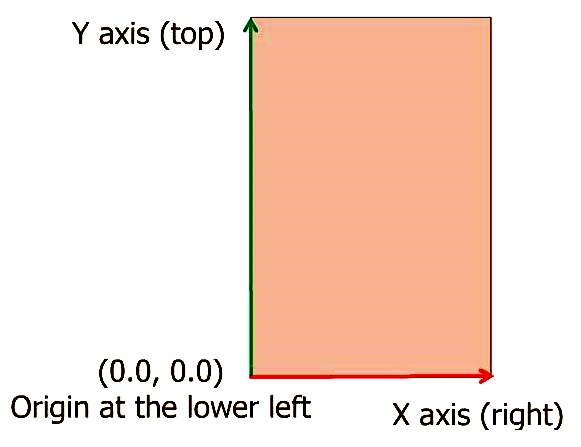 Y axis (top)
(0.0, 0.0)
Origin at the lower left
X axis (right)